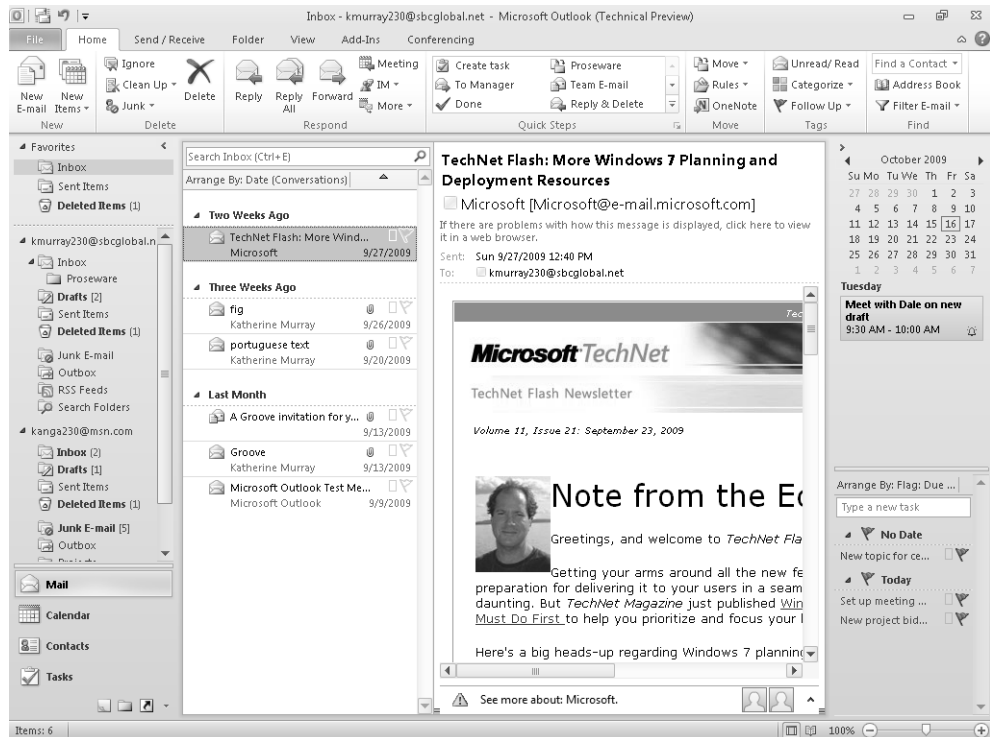 Inbox - kmurray230@sbcglobal.net - Microsoft Outlook (Technical Preview)
File Home Send / Receive Folder View Add-Ins Conferencing
New E-mail
New Items
New
Ignore
Clean Up
Junk
Delete
Delete
Reply
Reply All
Forward
Meeting
IM
More
Respond
Create task
To Manager
Done
Proseware
Team E-mail
Reply & Delete
Quick Steps
Move
Rules
OneNote
Move
Unread/ Read
Categorize
Follow Up
Tags
Find a Contact
Address Book
Filter E-mail
Find
Favorites
Inbox
Sent Items
Deleted Items (1)
kmurray230@sbcglobal.n
Inbox
Proseware
Drafts [2]
Sent Items
Deleted Items (1)
Junk E-mail
Outbox
RSS Feeds
Search Folders
kanga230@msn.com
Inbox (2)
Drafts [1]
Sent Items
Deleted Items (1)
Junk E-mail [5]
Outbox
Mail
Calendar
Contacts
Tasks
Search Inbox (Ctrl+E)
Arrange By: Date (Conversations)
Two Weeks Ago
TechNet Flash: More Wind...
Microsoft 9/27/2009
Three Weeks Ago
fig
Katherine Murray 9/26/2009
portuguese text
Katherine Murray 9/20/2009
Last Month
A Groove invitation for y...
9/13/2009
Groove
Katherine Murray 9/13/2009
Microsoft Outlook Test Me...
Microsoft Outlook 9/9/2009
TechNet Flash: More Windows 7 Planning and
Deployment Resources
Microsoft [Microsoft@e-mail.microsoft.com]
If there are problems with how this message is displayed, click here to view
it in a web browser.
Sent: Sun 9/27/2009 12:40 PM
To: kmurray230@sbcglobal.net
Tec
Microsoft TechNet
TechNet Flash Newsletter
Volume 11, Issue 21: September 23, 2009
Note from the Ec
Greetings, and welcome to TechNet Fla
Getting your arms around all the new fe
preparation for delivering it to your users in a seam
daunting. But TechNet Magazine just published Win
Must Do First to help you prioritize and focus your
Here's a big heads-up regarding Windows 7 planning
See more about: Microsoft.
October 2009
Su Mo Tu We Th Fr Sa
27 28 29 30 1 2 3
4 5 6 7 8 9 10
11 12 13 14 15 16 17
18 19 20 21 22 23 24
25 26 27 28 29 30 31
1 2 3 4 5 6 7
Tuesday
Meet with Dale on new
draft
9:30 AM - 10:00 AM
Arrange By: Flag: Due ...
Type a new task
No Date
New topic for ce...
Today
Set up meeting ...
New project bid...
Items: 6
100%